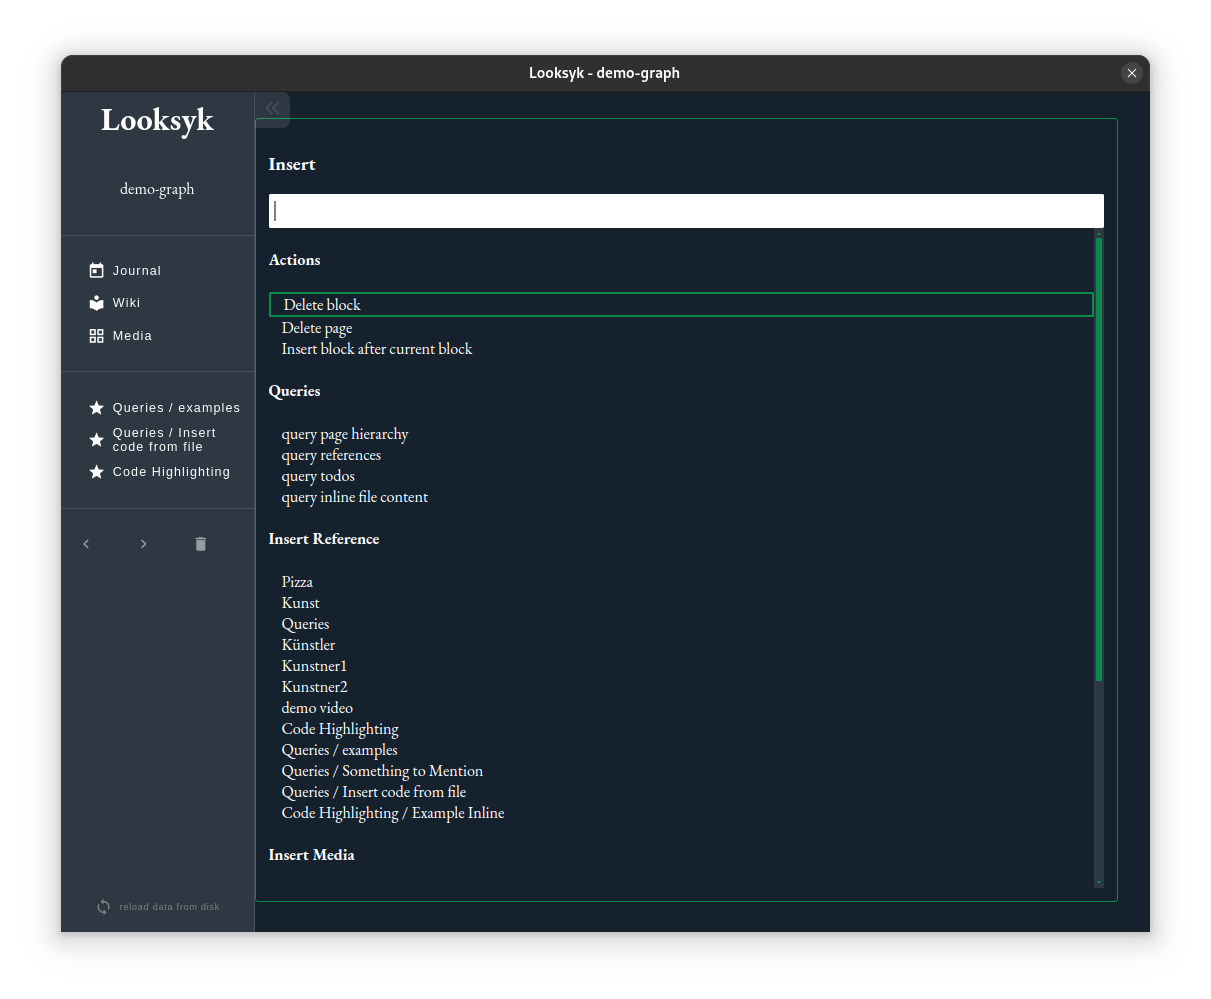 Looksyk - demo-graph
Looksyk
demo-graph
Journal
Wiki
Media
Queries / examples
Queries / Insert
code from file
Code Highlighting
reload data from disk
Insert
Actions
Delete block
Delete page
Insert block after current block
Queries
query page hierarchy
query references
query todos
query inline file content
Insert Reference
Pizza
Kunst
Queries
Künstler
Kunstner1
Kunstner2
demo video
Code Highlighting
Queries / examples
Queries / Something to Mention
Queries / Insert code from file
Code Highlighting / Example Inline
Insert Media